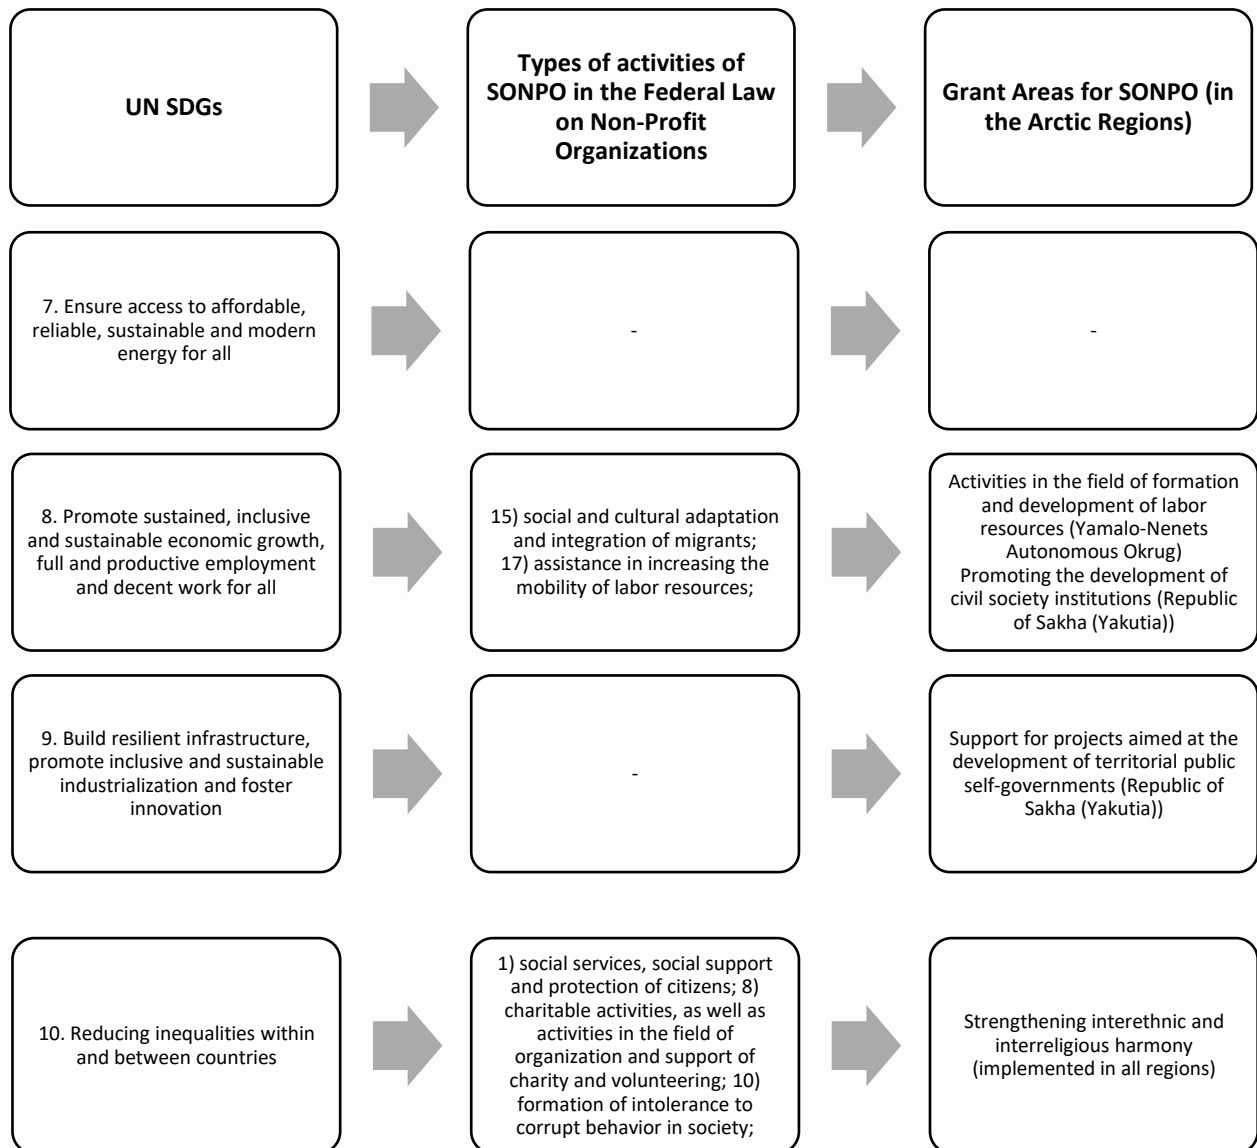 UN SDGs
Types of activities of
SONPO in the Federal Law
on Non-Profit
Organizations
Grant Areas for SONPO (in
the Arctic Regions)
7. Ensure access to affordable,
reliable, sustainable and modern
energy for all
-
-
8. Promote sustained, inclusive
and sustainable economic growth,
full and productive employment
and decent work for all
15) social and cultural adaptation
and integration of migrants;
17) assistance in increasing the
mobility of labor resources;
Activities in the field of formation
and development of labor
resources (Yamalo-Nenets
Autonomous Okrug)
Promoting the development of
civil society institutions (Republic
of Sakha (Yakutia))
9. Build resilient infrastructure,
promote inclusive and sustainable
industrialization and foster
innovation
-
Support for projects aimed at the
development of territorial public
self-governments (Republic of
Sakha (Yakutia))
10. Reducing inequalities within
and between countries
1) social services, social support
and protection of citizens; 8)
charitable activities, as well as
activities in the field of
organization and support of
charity and volunteering; 10)
formation of intolerance to
corrupt behavior in society;
Strengthening interethnic and
interreligious harmony
(implemented in all regions)